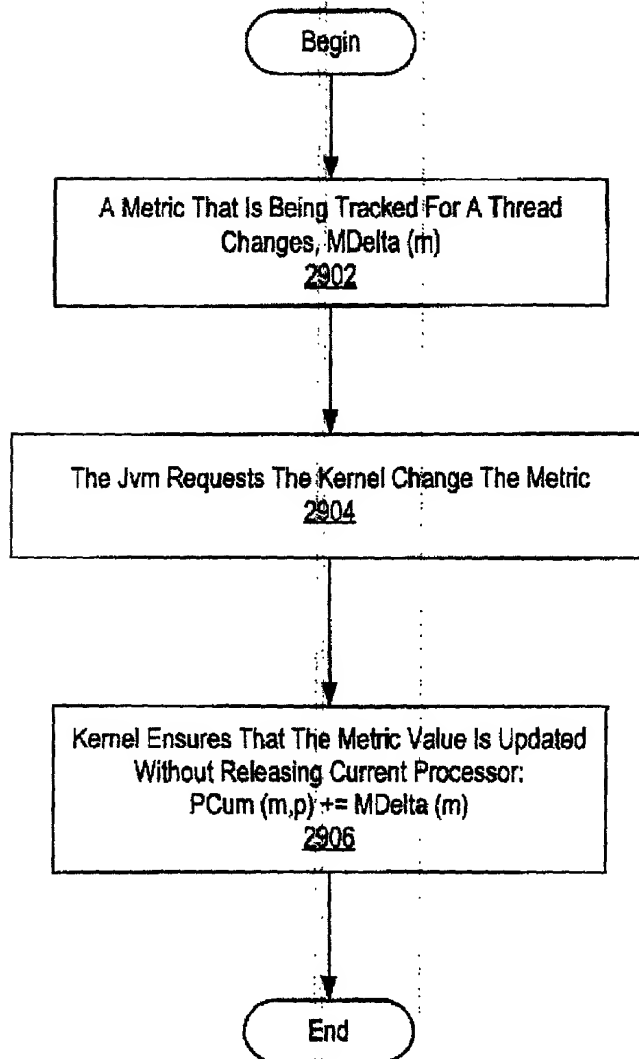 Begin
A Metric That Is Being Tracked For A Thread
Changes, MDelta (m)
2902
The Jvm Requests The Kernel Change The Metric
2904
Kernel Ensures That The Metric Value Is Updated
Without Releasing Current Processor:
PCum (m,p) += MDelta (m)
2906
End